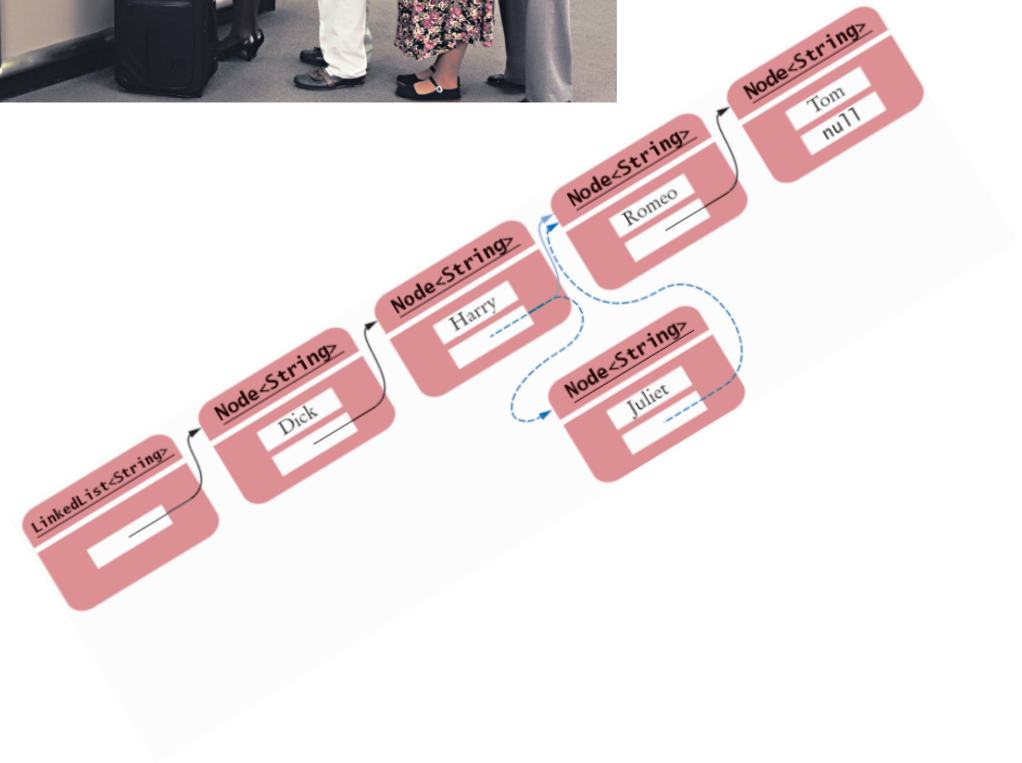 LinkedList<String>
Node<String>
Dick
Node<String>
Harry
Node<String>
Romeo
Node<String>
Tom
null
Node<String>
Juliet